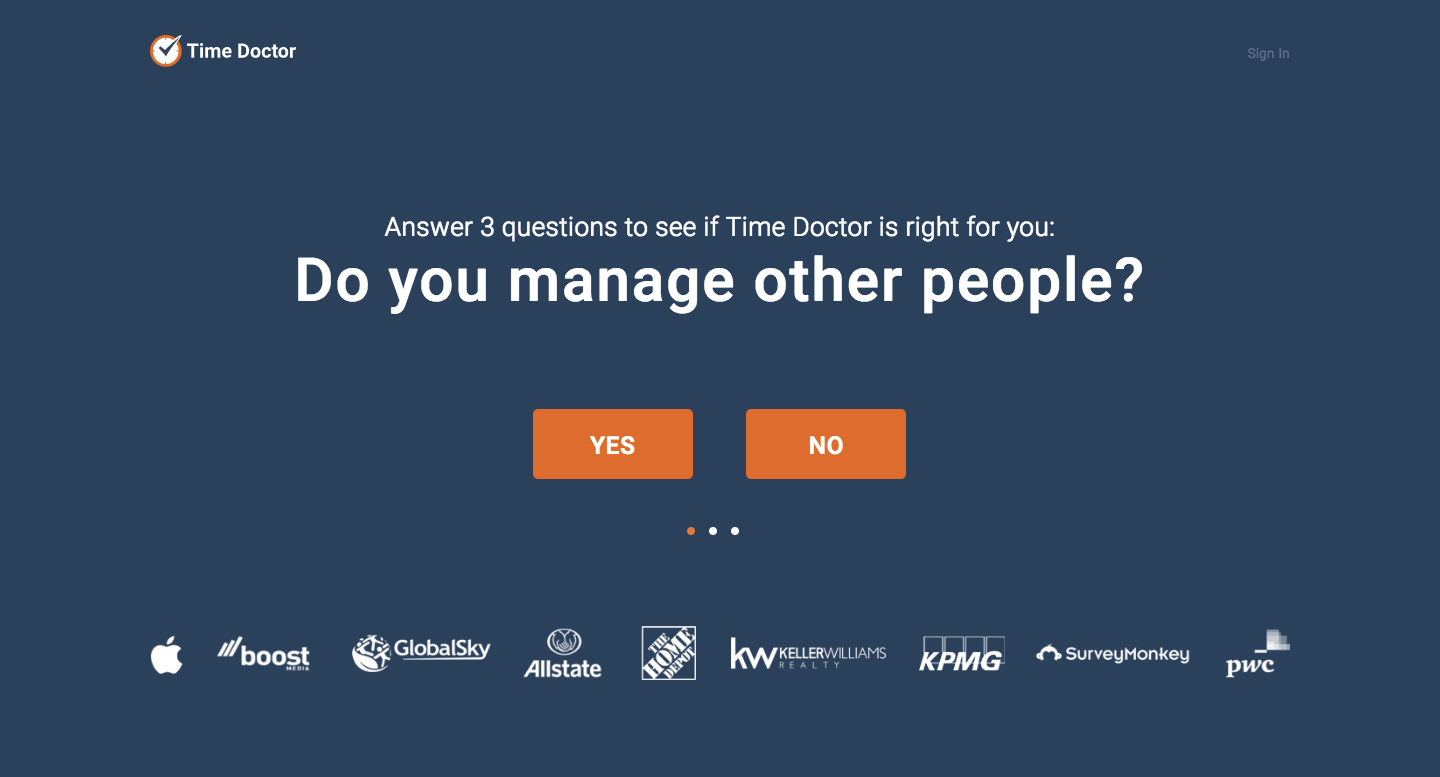 Time Doctor
Sign In
Answer 3 questions to see if Time Doctor is right for you:
Do you manage other people?
YES
NO
boost
MEDIA
GlobalSky
Allstate
THE
HOME
DEPOT
kw KELLERWILLIAMS
REALTY
KPMG
SurveyMonkey
pwc